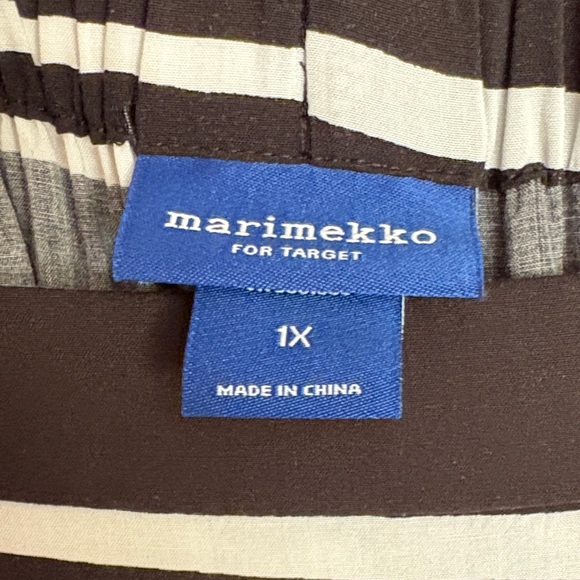 marimekko
FOR TARGET
1X
MADE IN CHINA